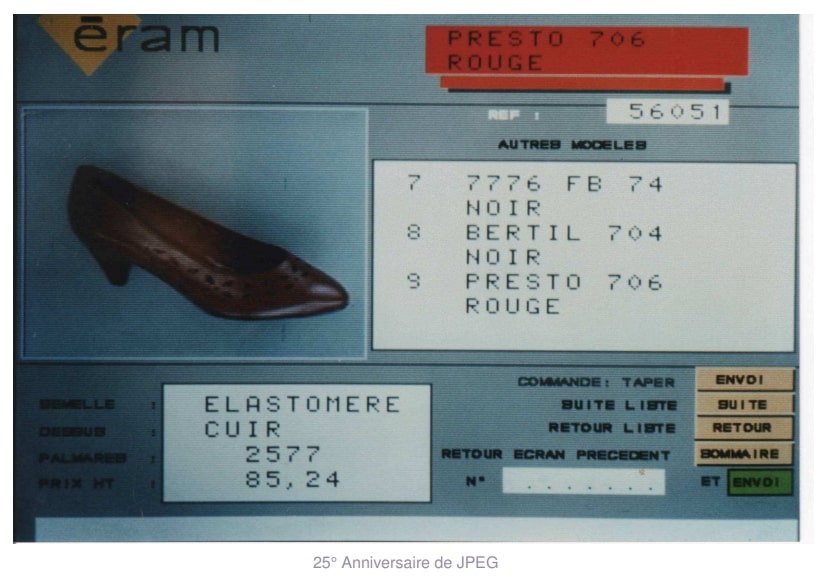 ēram
PRESTO 706
ROUGE
REF : 56051
AUTRES MODELES
7 7776 FB 74
NOIR
8 BERTIL 704
NOIR
9 PRESTO 706
ROUGE
SEMELLE : ELASTOMERE
DESSUS : CUIR
PALMARES : 2577
PRIX HT : 85,24
COMMANDE: TAPER ENVOI
SUITE LISTE SUITE
RETOUR LISTE RETOUR
RETOUR ECRAN PRECEDENT SOMMAIRE
N° ....... ET ENVOI
25° Anniversaire de JPEG